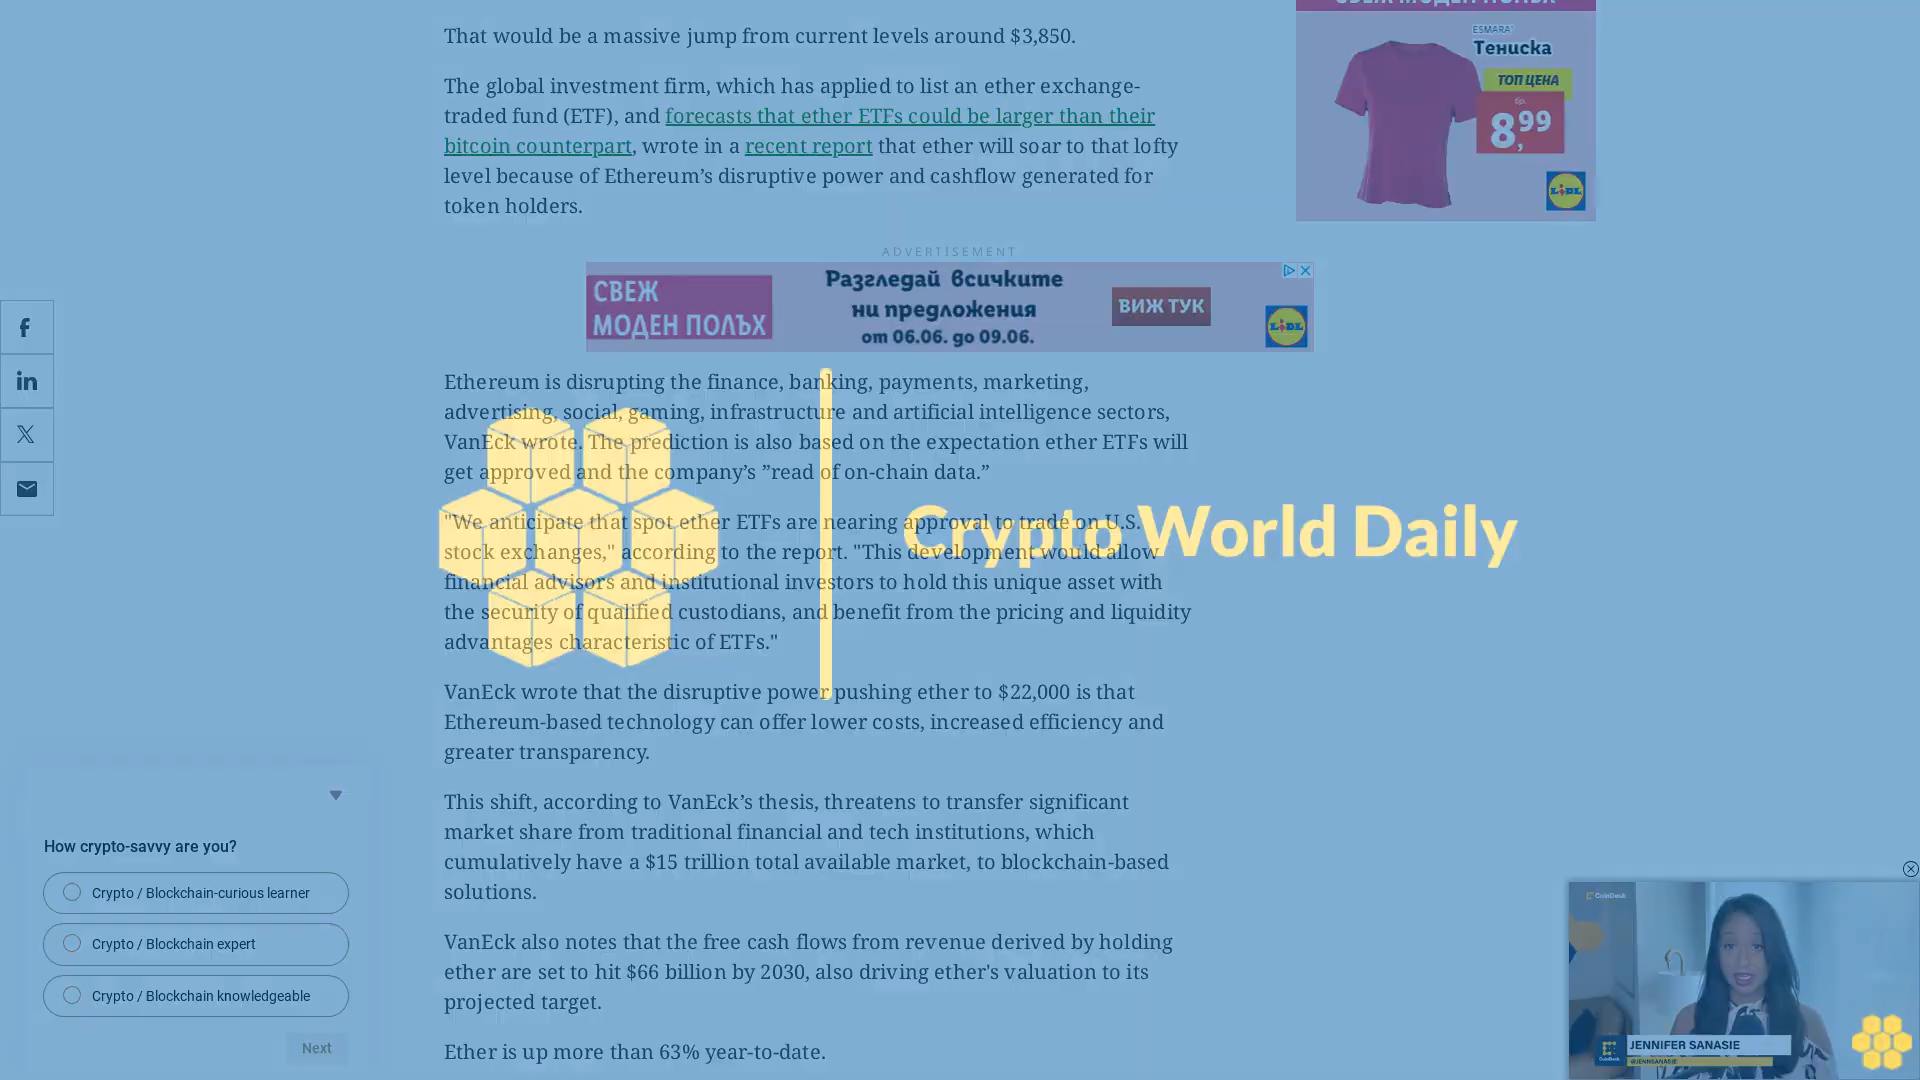 That would be a massive jump from current levels around $3,850.
The global investment firm, which has applied to list an ether exchange-
traded fund (ETF), and forecasts that ether ETFs could be larger than their
bitcoin counterpart, wrote in a recent report that ether will soar to that lofty
level because of Ethereum’s disruptive power and cashflow generated for
token holders.
ESMARA
Тениска
ТОП ЦЕНА
бр.
8,99
LIDL
ADVERTISEMENT
СВЕЖ
МОДЕН ПОЛЪХ
Разгледай всичките
ни предложения
от 06.06. до 09.06.
ВИЖ ТУК
LIDL
Ethereum is disrupting the finance, banking, payments, marketing,
advertising, social, gaming, infrastructure and artificial intelligence sectors,
VanEck wrote. The prediction is also based on the expectation ether ETFs will
get approved and the company’s ”read of on-chain data.”
"We anticipate that spot ether ETFs are nearing approval to trade on U.S.
stock exchanges," according to the report. "This development would allow
financial advisors and institutional investors to hold this unique asset with
the security of qualified custodians, and benefit from the pricing and liquidity
advantages characteristic of ETFs."
Crypto World Daily
VanEck wrote that the disruptive power pushing ether to $22,000 is that
Ethereum-based technology can offer lower costs, increased efficiency and
greater transparency.
This shift, according to VanEck’s thesis, threatens to transfer significant
market share from traditional financial and tech institutions, which
cumulatively have a $15 trillion total available market, to blockchain-based
solutions.
VanEck also notes that the free cash flows from revenue derived by holding
ether are set to hit $66 billion by 2030, also driving ether's valuation to its
projected target.
Ether is up more than 63% year-to-date.
How crypto-savvy are you?
Crypto / Blockchain-curious learner
Crypto / Blockchain expert
Crypto / Blockchain knowledgeable
Next
CoinDesk
JENNIFER SANASIE
@JENNSANASIE
CoinDesk